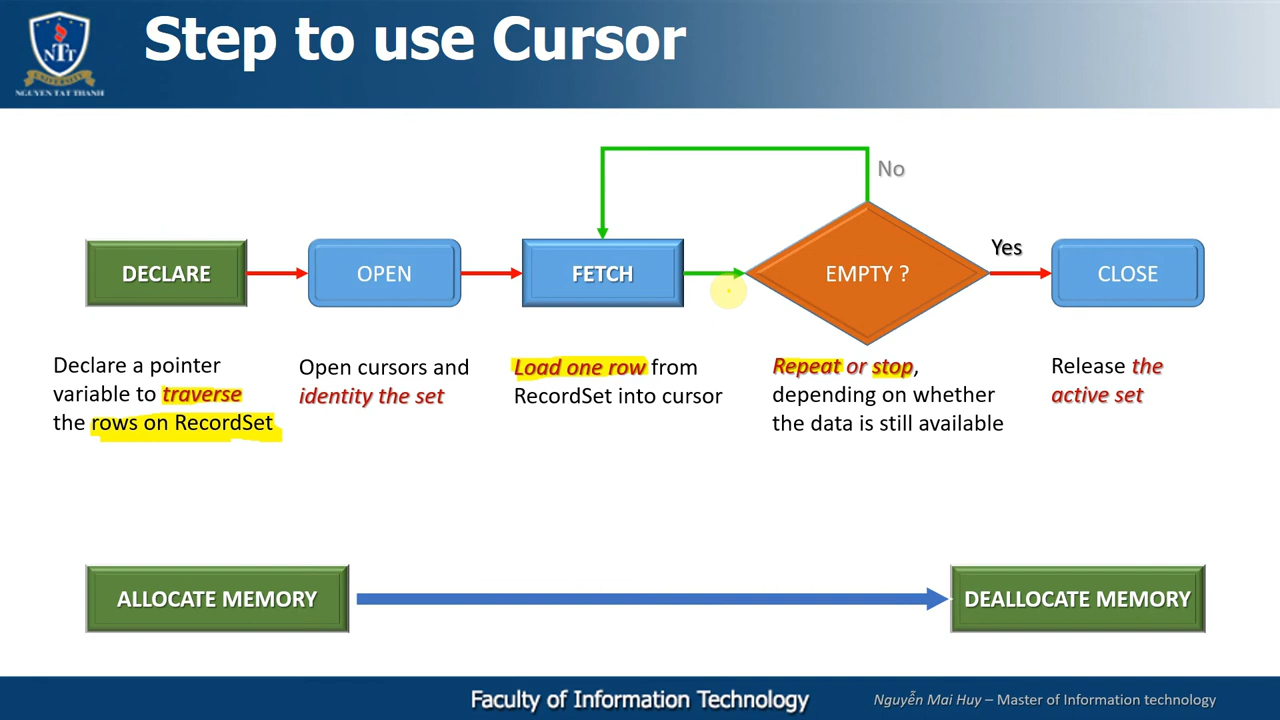 NTT
UNIVERSITY
NGUYEN TAT THANH
Step to use Cursor
No
Yes
DECLARE
OPEN
FETCH
EMPTY ?
CLOSE
Declare a pointer
variable to traverse
the rows on RecordSet
Open cursors and
identity the set
Load one row from
RecordSet into cursor
Repeat or stop,
depending on whether
the data is still available
Release the
active set
ALLOCATE MEMORY
DEALLOCATE MEMORY
Faculty of Information Technology
Nguyễn Mai Huy – Master of Information technology